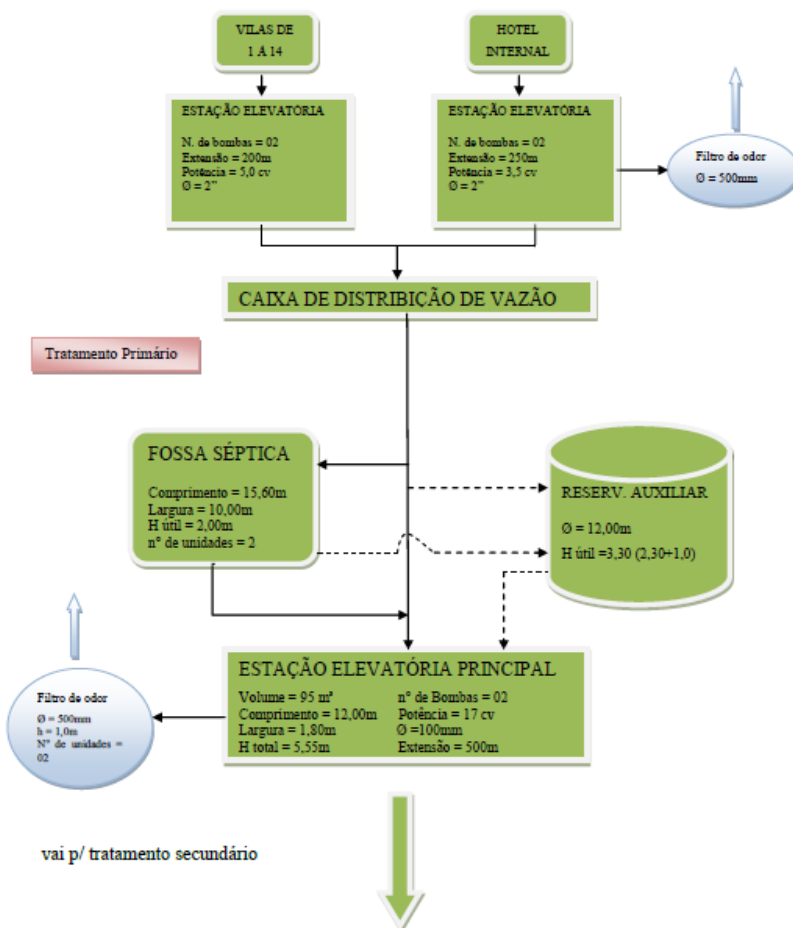 VILAS DE
1 Á 14
HOTEL
INTERNAL
ESTAÇÃO ELEVATÓRIA
N. de bombas = 02
Extensão = 200m
Potência = 5,0 cv
Ø = 2”
ESTAÇÃO ELEVATÓRIA
N. de bombas = 02
Extensão = 250m
Potência = 3,5 cv
Ø = 2”
Filtro de odor
Ø = 500mm
CAIXA DE DISTRIBIÇÃO DE VAZÃO
Tratamento Primário
FOSSA SÉPTICA
Comprimento = 15,60m
Largura = 10,00m
H útil = 2,00m
n° de unidades = 2
RESERV. AUXILIAR
Ø = 12,00m
H útil =3,30 (2,30+1,0)
ESTAÇÃO ELEVATÓRIA PRINCIPAL
Volume = 95 m³ n° de Bombas = 02
Comprimento = 12,00m Potência = 17 cv
Largura = 1,80m Ø =100mm
H total = 5,55m Extensão = 500m
Filtro de odor
Ø = 500mm
h = 1,0m
N° de unidades =
02
vai p/ tratamento secundário